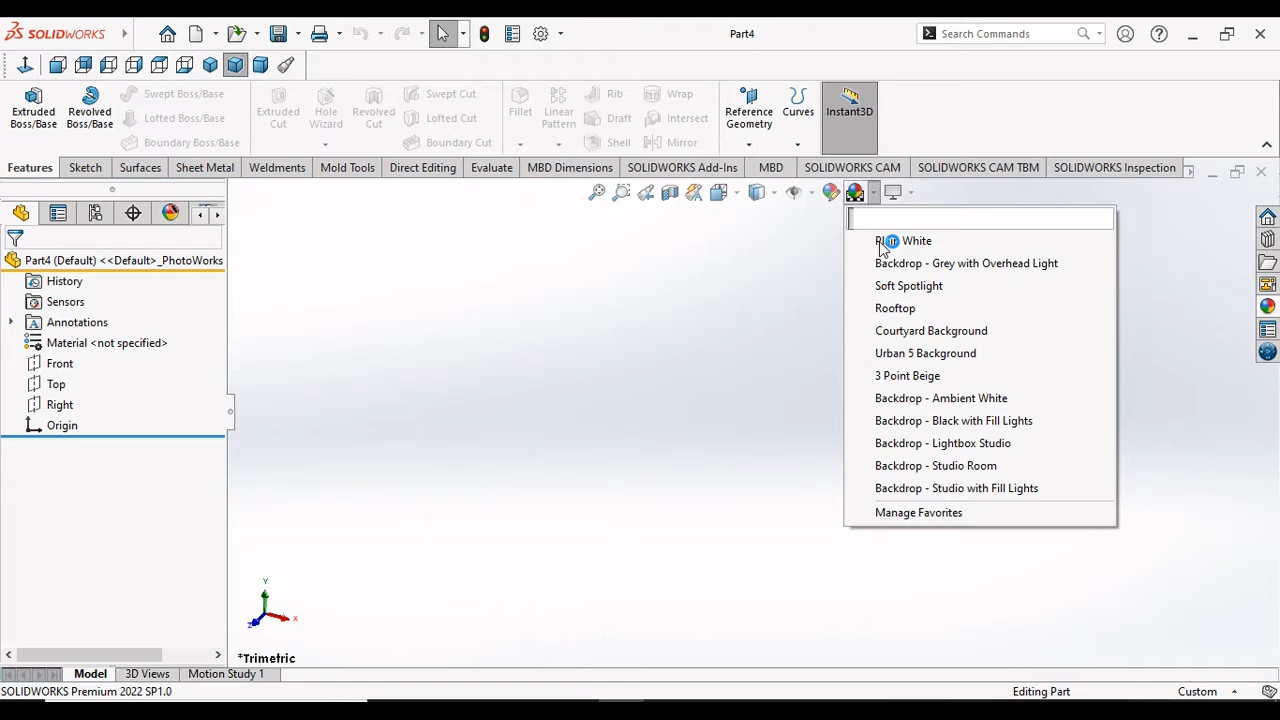 SOLIDWORKS
Part4
Search Commands
Extruded Boss/Base
Revolved Boss/Base
Swept Boss/Base
Lofted Boss/Base
Boundary Boss/Base
Extruded Cut
Hole Wizard
Revolved Cut
Swept Cut
Lofted Cut
Boundary Cut
Fillet
Linear Pattern
Rib
Draft
Shell
Wrap
Intersect
Mirror
Reference Geometry
Curves
Instant3D
Features
Sketch
Surfaces
Sheet Metal
Weldments
Mold Tools
Direct Editing
Evaluate
MBD Dimensions
SOLIDWORKS Add-Ins
MBD
SOLIDWORKS CAM
SOLIDWORKS CAM TBM
SOLIDWORKS Inspection
Part4 (Default) <<Default>_PhotoWorks
History
Sensors
Annotations
Material <not specified>
Front
Top
Right
Origin
Plain White
Backdrop - Grey with Overhead Light
Soft Spotlight
Rooftop
Courtyard Background
Urban 5 Background
3 Point Beige
Backdrop - Ambient White
Backdrop - Black with Fill Lights
Backdrop - Lightbox Studio
Backdrop - Studio Room
Backdrop - Studio with Fill Lights
Manage Favorites
Y
X
Z
*Trimetric
Model
3D Views
Motion Study 1
SOLIDWORKS Premium 2022 SP1.0
Editing Part
Custom